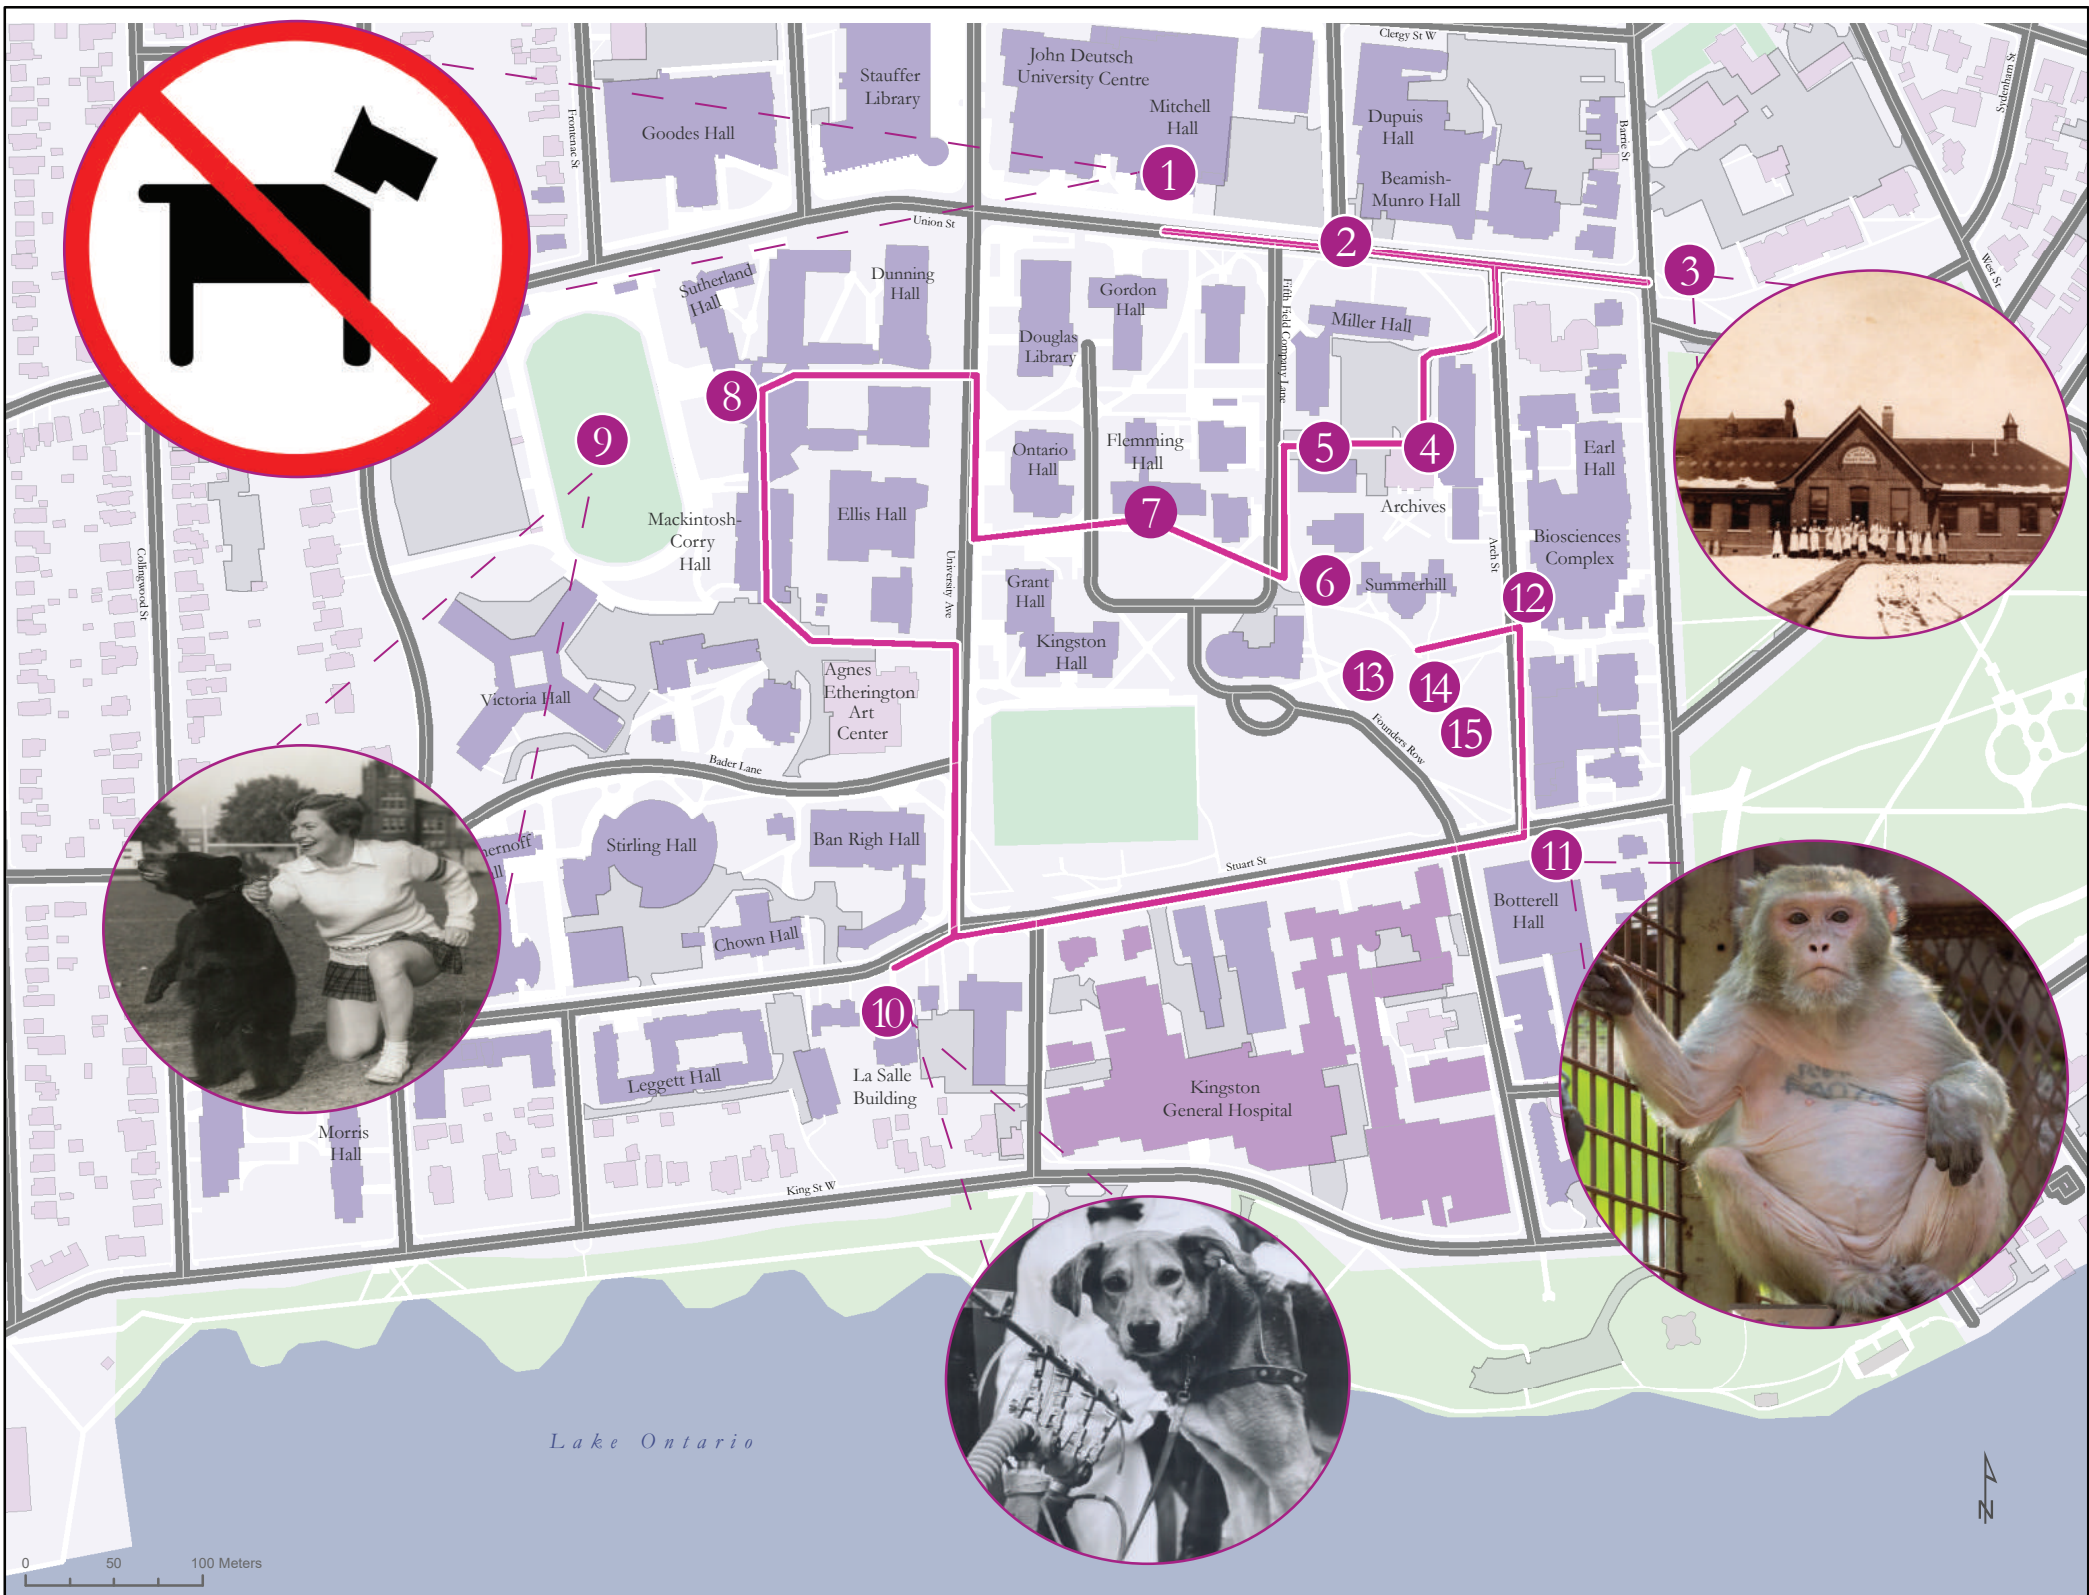 Clergy St W
Sydenham St
John Deutsch
University Centre
Stauffer
Library
Mitchell
Hall
Goodes Hall
Dupuis
Hall
Frontenac St
Barrie St
1
Beamish-
Munro Hall
Union St
2
3
West St
Sutherland
Hall
Dunning
Hall
Gordon
Hall
Fifth Field Company Lane
Miller Hall
Douglas
Library
8
9
Ontario
Hall
Flemming
Hall
5
4
Earl
Hall
Mackintosh-
Corry
Hall
Ellis Hall
7
Archives
Biosciences
Complex
Collingwood St
University Ave
Arch St
Grant
Hall
6
Summerhill
12
Kingston
Hall
Victoria Hall
Agnes
Etherington
Art
Center
13
14
15
Founders Row
Bader Lane
Stirling Hall
Ban Righ Hall
ernoff
ll
Stuart St
11
Botterell
Hall
Chown Hall
10
Leggett Hall
La Salle
Building
Kingston
General Hospital
Morris
Hall
King St W
Lake Ontario
N
0 50 100 Meters